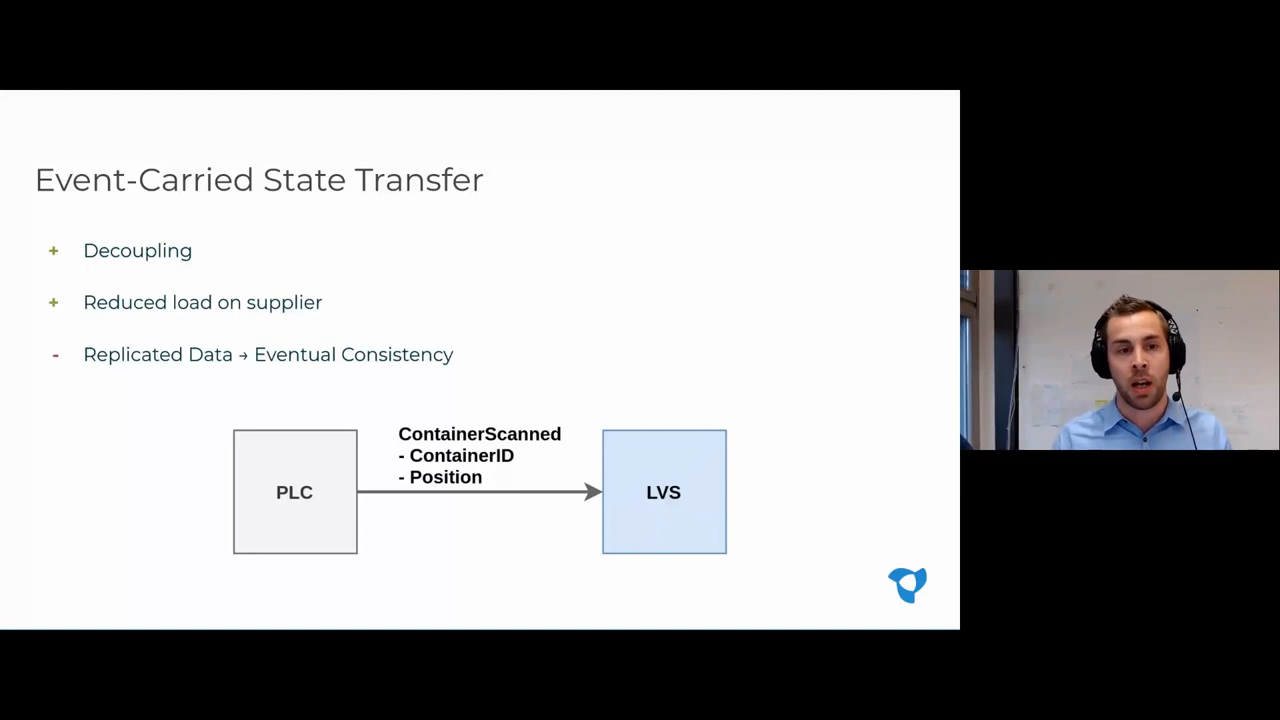 Event-Carried State Transfer
+ Decoupling
+ Reduced load on supplier
- Replicated Data → Eventual Consistency
ContainerScanned
- ContainerID
- Position
PLC
LVS